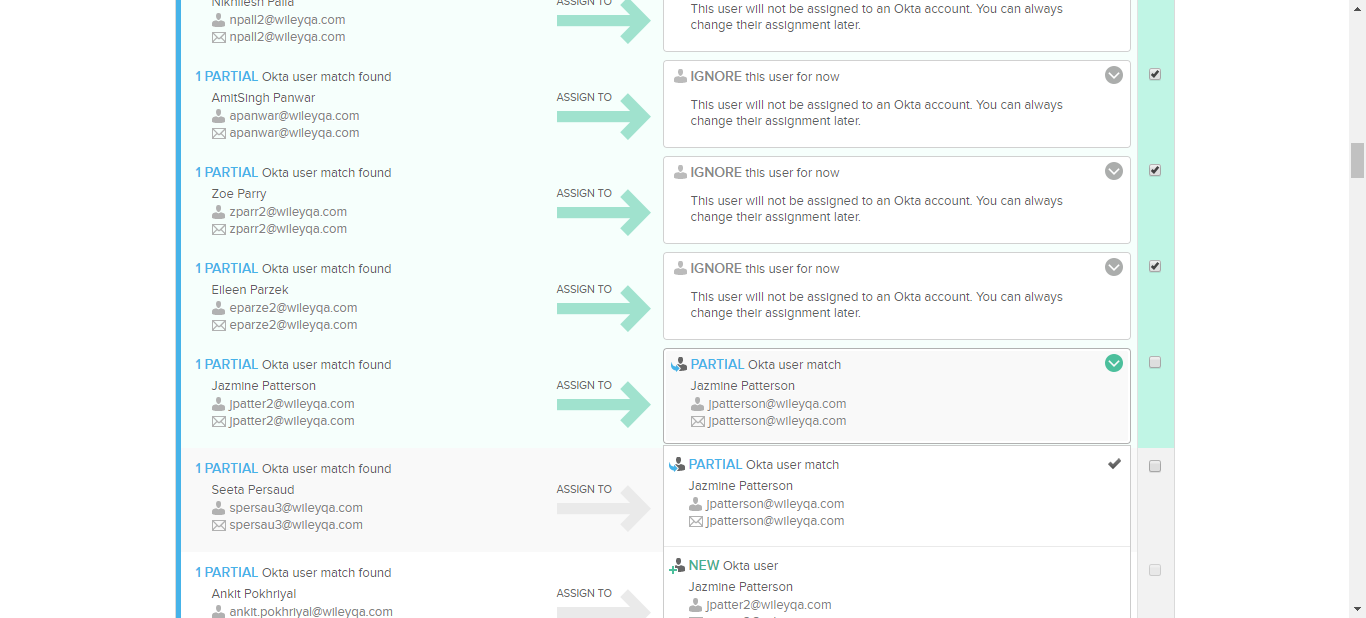 Nikhilesh Palla
npall2@wileyqa.com
npall2@wileyqa.com
ASSIGN TO
This user will not be assigned to an Okta account. You can always
change their assignment later.
1 PARTIAL Okta user match found
AmitSingh Panwar
apanwar@wileyqa.com
apanwar@wileyqa.com
ASSIGN TO
IGNORE this user for now
This user will not be assigned to an Okta account. You can always
change their assignment later.
1 PARTIAL Okta user match found
Zoe Parry
zparr2@wileyqa.com
zparr2@wileyqa.com
ASSIGN TO
IGNORE this user for now
This user will not be assigned to an Okta account. You can always
change their assignment later.
1 PARTIAL Okta user match found
Eileen Parzek
eparze2@wileyqa.com
eparze2@wileyqa.com
ASSIGN TO
IGNORE this user for now
This user will not be assigned to an Okta account. You can always
change their assignment later.
1 PARTIAL Okta user match found
Jazmine Patterson
jpatter2@wileyqa.com
jpatter2@wileyqa.com
ASSIGN TO
PARTIAL Okta user match
Jazmine Patterson
jpatterson@wileyqa.com
jpatterson@wileyqa.com
1 PARTIAL Okta user match found
Seeta Persaud
spersau3@wileyqa.com
spersau3@wileyqa.com
ASSIGN TO
PARTIAL Okta user match
Jazmine Patterson
jpatterson@wileyqa.com
jpatterson@wileyqa.com
1 PARTIAL Okta user match found
Ankit Pokhriyal
ankit.pokhriyal@wileyqa.com
ASSIGN TO
NEW Okta user
Jazmine Patterson
jpatter2@wileyqa.com